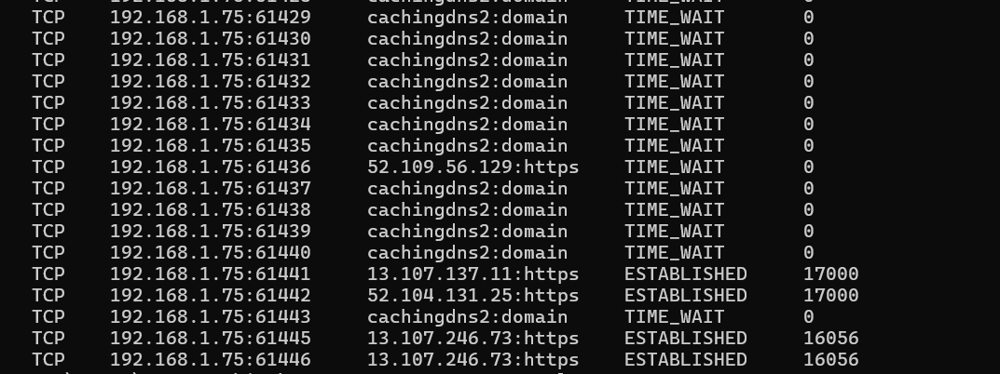 TCP 192.168.1.75:61429 cachingdns2:domain TIME_WAIT 0
TCP 192.168.1.75:61430 cachingdns2:domain TIME_WAIT 0
TCP 192.168.1.75:61431 cachingdns2:domain TIME_WAIT 0
TCP 192.168.1.75:61432 cachingdns2:domain TIME_WAIT 0
TCP 192.168.1.75:61433 cachingdns2:domain TIME_WAIT 0
TCP 192.168.1.75:61434 cachingdns2:domain TIME_WAIT 0
TCP 192.168.1.75:61435 cachingdns2:domain TIME_WAIT 0
TCP 192.168.1.75:61436 52.109.56.129:https TIME_WAIT 0
TCP 192.168.1.75:61437 cachingdns2:domain TIME_WAIT 0
TCP 192.168.1.75:61438 cachingdns2:domain TIME_WAIT 0
TCP 192.168.1.75:61439 cachingdns2:domain TIME_WAIT 0
TCP 192.168.1.75:61440 cachingdns2:domain TIME_WAIT 0
TCP 192.168.1.75:61441 13.107.137.11:https ESTABLISHED 17000
TCP 192.168.1.75:61442 52.104.131.25:https ESTABLISHED 17000
TCP 192.168.1.75:61443 cachingdns2:domain TIME_WAIT 0
TCP 192.168.1.75:61445 13.107.246.73:https ESTABLISHED 16056
TCP 192.168.1.75:61446 13.107.246.73:https ESTABLISHED 16056